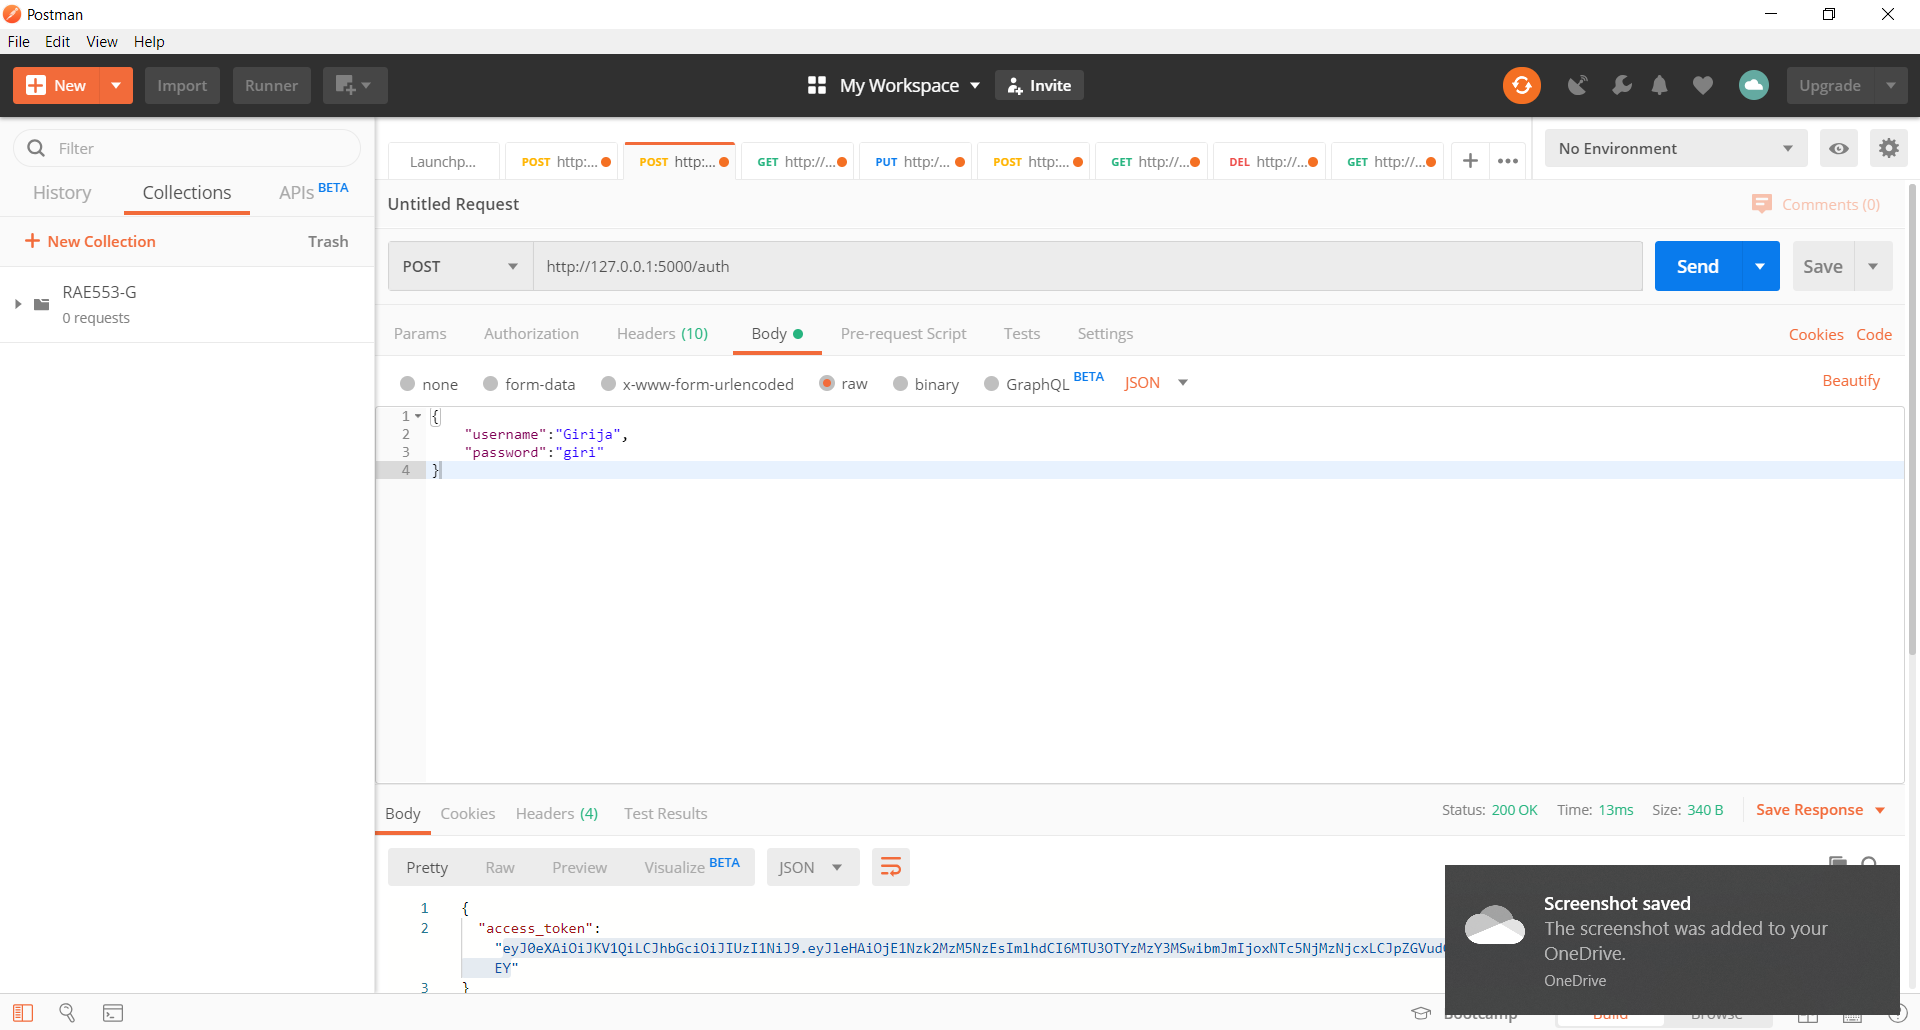 Postman
File Edit View Help
New Import Runner My Workspace Invite Upgrade
Filter
History Collections APIs BETA
New Collection Trash
RAE553-G
0 requests
Launchp... POST http:... POST http:... GET http://... PUT http:/... POST http:... GET http://... DEL http://... GET http://... No Environment
Untitled Request Comments (0)
POST http://127.0.0.1:5000/auth Send Save
Params Authorization Headers (10) Body Pre-request Script Tests Settings Cookies Code
none form-data x-www-form-urlencoded raw binary GraphQL BETA JSON Beautify
1 {
2 "username":"Girija",
3 "password":"giri"
4 }
Body Cookies Headers (4) Test Results Status: 200 OK Time: 13ms Size: 340 B Save Response
Pretty Raw Preview Visualize BETA JSON
1 {
2 "access_token":
"eyJ0eXAiOiJKV1QiLCJhbGciOiJIUzI1NiJ9.eyJleHAiOjE1Nzk2MzM5NzEsImlhdCI6MTU3OTYzMzY3MSwibmJmIjoxNTc5NjMzNjcxLCJpZGVud
EY"
3 }
Screenshot saved
The screenshot was added to your
OneDrive.
OneDrive
Bootcamp Build Browse